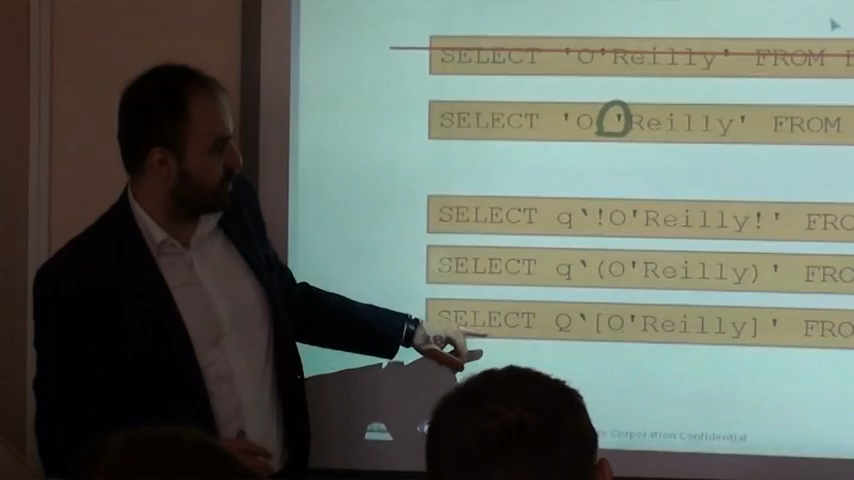 SELECT 'O'Reilly' FROM
SELECT 'O 'Reilly' FROM
SELECT q`!O'Reilly!' FRO
SELECT q`(O'Reilly)' FRO
SELECT Q`[O'Reilly]' FRO
Corporation Confidential